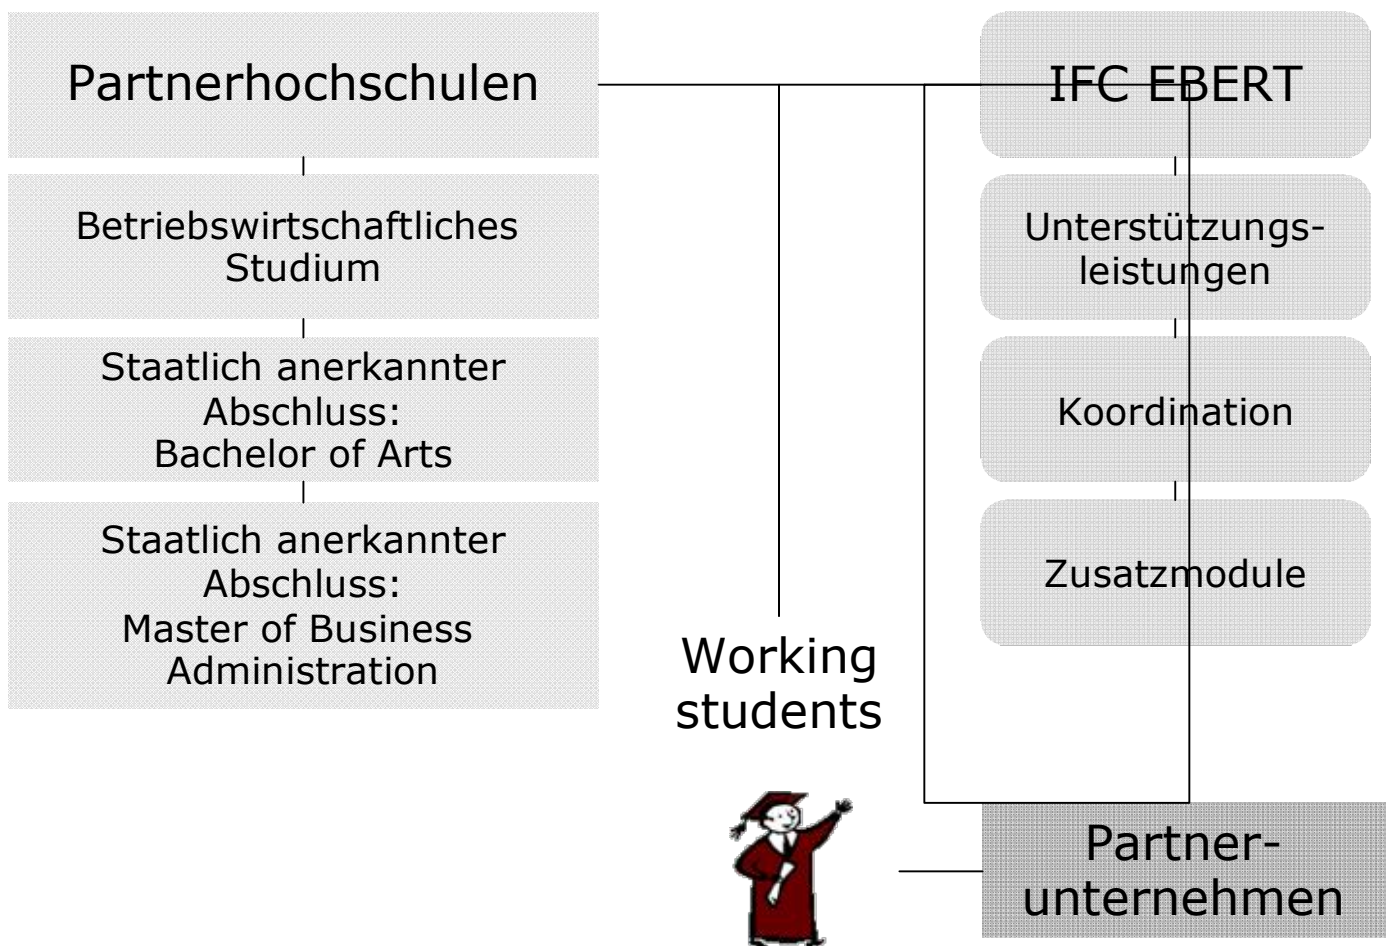 Partnerhochschulen
Betriebswirtschaftliches
Studium
Staatlich anerkannter
Abschluss:
Bachelor of Arts
Staatlich anerkannter
Abschluss:
Master of Business
Administration
Working
students
IFC EBERT
Unterstützungs-
leistungen
Koordination
Zusatzmodule
Partner-
unternehmen